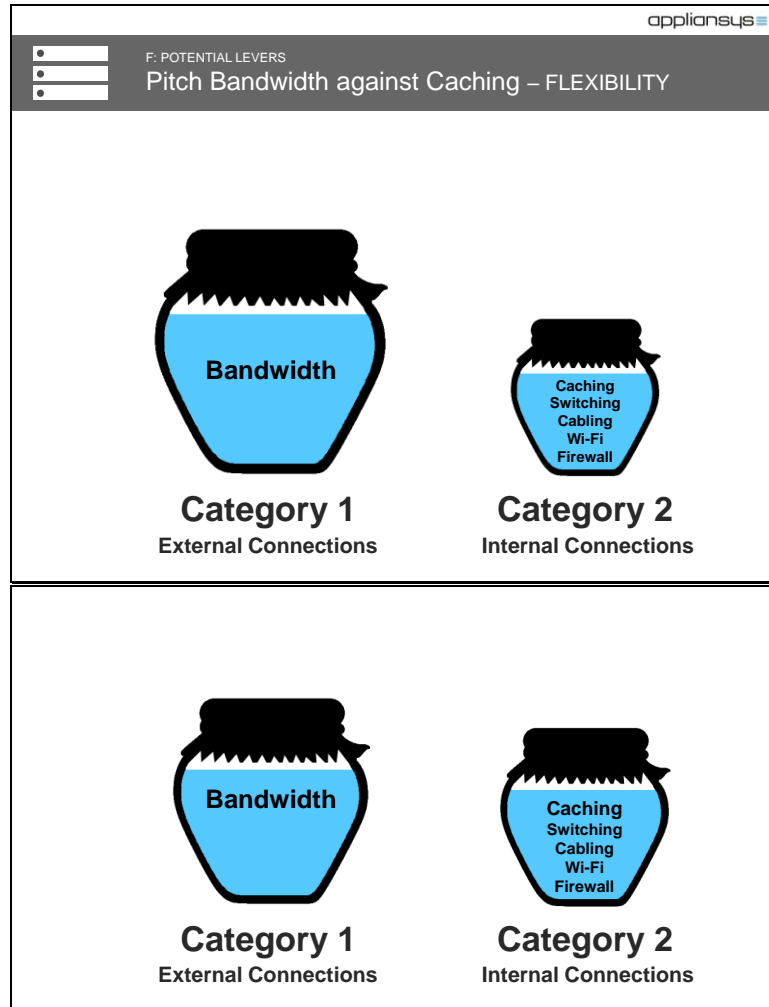 appliansys
F: POTENTIAL LEVERS
Pitch Bandwidth against Caching – FLEXIBILITY
Bandwidth
Caching
Switching
Cabling
Wi-Fi
Firewall
Category 1
External Connections
Category 2
Internal Connections
Bandwidth
Caching
Switching
Cabling
Wi-Fi
Firewall
Category 1
External Connections
Category 2
Internal Connections